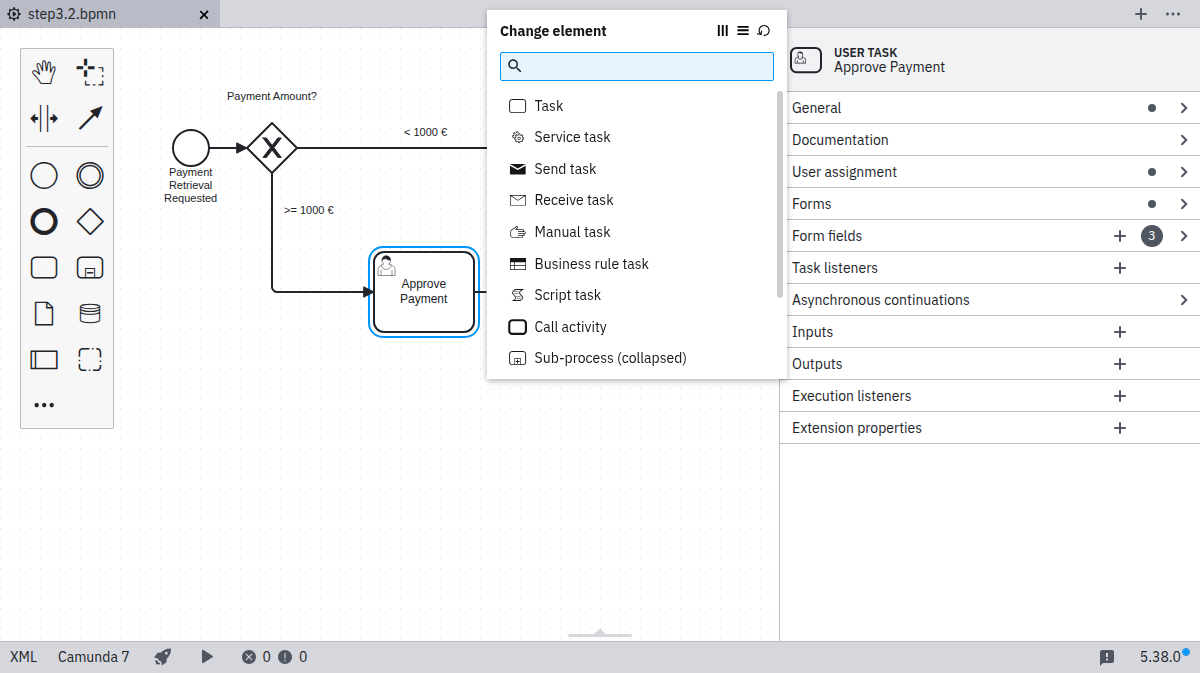 step3.2.bpmn
Change element
Task
Service task
Send task
Receive task
Manual task
Business rule task
Script task
Call activity
Sub-process (collapsed)
Payment Amount?
< 1000 €
Payment
Retrieval
Requested
>= 1000 €
Approve
Payment
USER TASK
Approve Payment
General
Documentation
User assignment
Forms
Form fields
3
Task listeners
Asynchronous continuations
Inputs
Outputs
Execution listeners
Extension properties
XML
Camunda 7
0
0
5.38.0